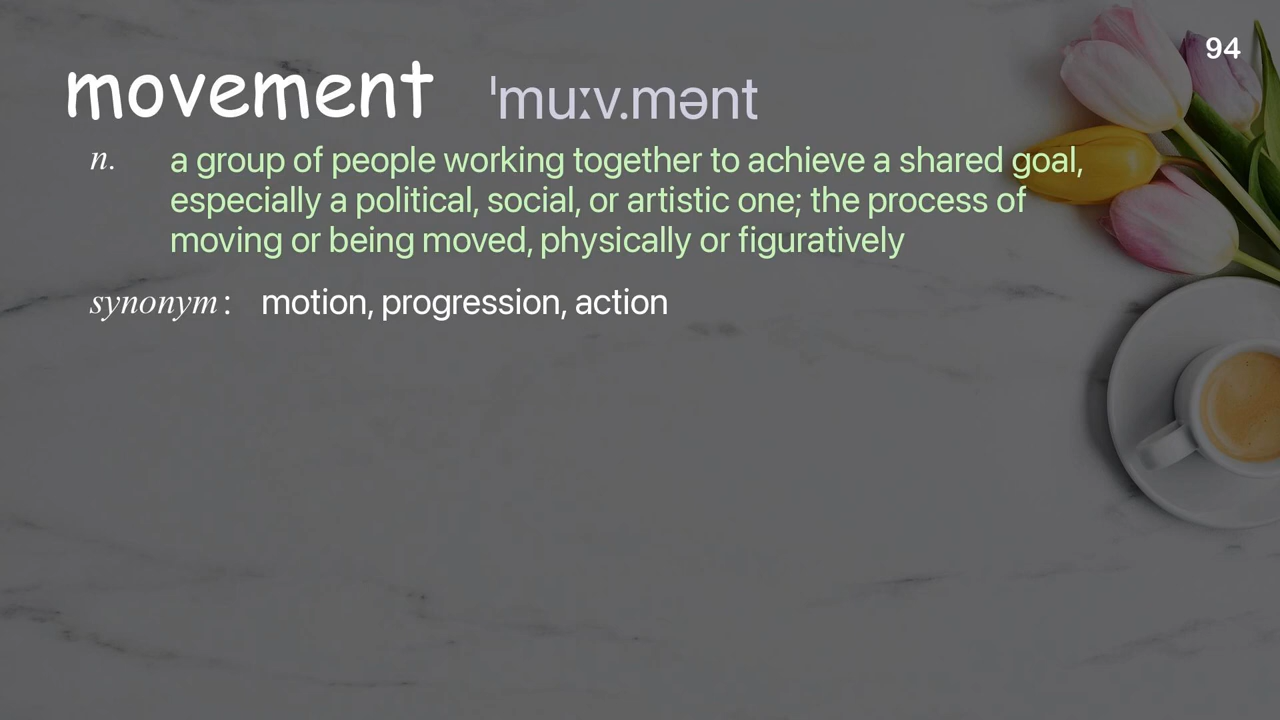 94
movement ˈmuːv.mənt
n. a group of people working together to achieve a shared goal,
especially a political, social, or artistic one; the process of
moving or being moved, physically or figuratively
synonym: motion, progression, action